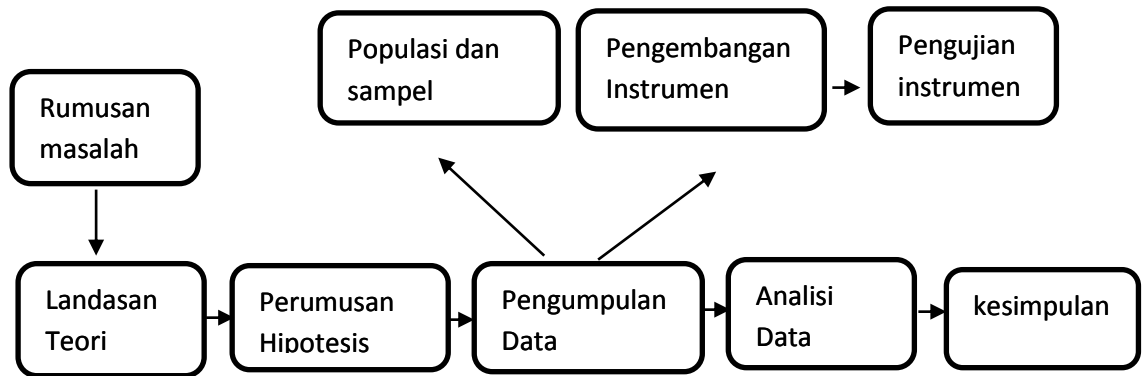 Populasi dan
sampel
Pengembangan
Instrumen
Pengujian
instrumen
Rumusan
masalah
Landasan
Teori
Perumusan
Hipotesis
Pengumpulan
Data
Analisi
Data
kesimpulan